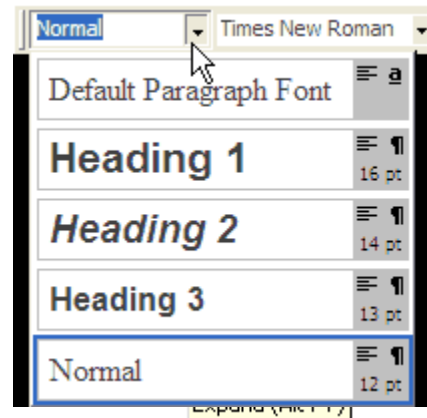 Normal Times New Roman
Default Paragraph Font a
Heading 1 ¶
16 pt
Heading 2 ¶
14 pt
Heading 3 ¶
13 pt
Normal ¶
12 pt